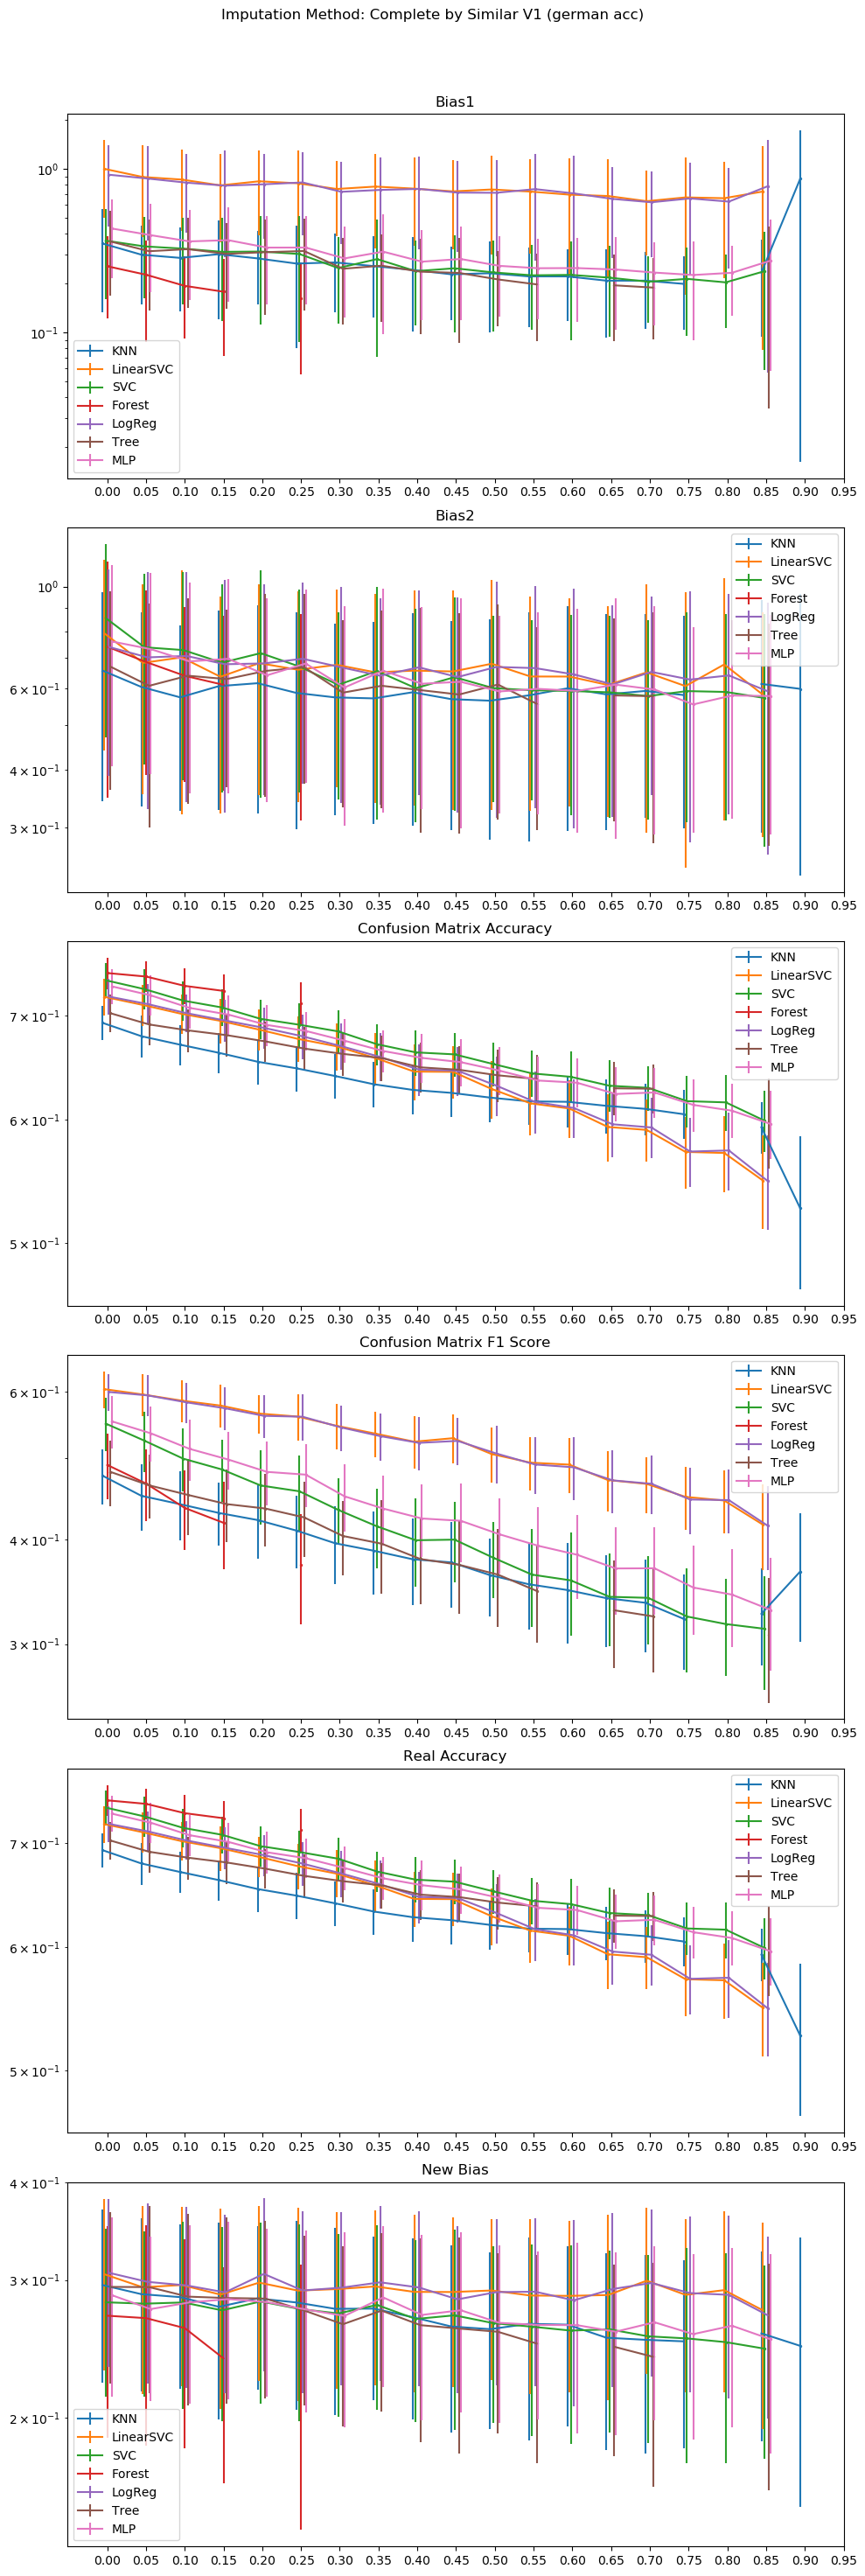 Imputation Method: Complete by Similar V1 (german acc)
Bias1
10⁰
10⁻¹
KNN
LinearSVC
SVC
Forest
LogReg
Tree
MLP
0.00 0.05 0.10 0.15 0.20 0.25 0.30 0.35 0.40 0.45 0.50 0.55 0.60 0.65 0.70 0.75 0.80 0.85 0.90 0.95
Bias2
10⁰
6 × 10⁻¹
4 × 10⁻¹
3 × 10⁻¹
KNN
LinearSVC
SVC
Forest
LogReg
Tree
MLP
0.00 0.05 0.10 0.15 0.20 0.25 0.30 0.35 0.40 0.45 0.50 0.55 0.60 0.65 0.70 0.75 0.80 0.85 0.90 0.95
Confusion Matrix Accuracy
7 × 10⁻¹
6 × 10⁻¹
5 × 10⁻¹
KNN
LinearSVC
SVC
Forest
LogReg
Tree
MLP
0.00 0.05 0.10 0.15 0.20 0.25 0.30 0.35 0.40 0.45 0.50 0.55 0.60 0.65 0.70 0.75 0.80 0.85 0.90 0.95
Confusion Matrix F1 Score
6 × 10⁻¹
4 × 10⁻¹
3 × 10⁻¹
KNN
LinearSVC
SVC
Forest
LogReg
Tree
MLP
0.00 0.05 0.10 0.15 0.20 0.25 0.30 0.35 0.40 0.45 0.50 0.55 0.60 0.65 0.70 0.75 0.80 0.85 0.90 0.95
Real Accuracy
7 × 10⁻¹
6 × 10⁻¹
5 × 10⁻¹
KNN
LinearSVC
SVC
Forest
LogReg
Tree
MLP
0.00 0.05 0.10 0.15 0.20 0.25 0.30 0.35 0.40 0.45 0.50 0.55 0.60 0.65 0.70 0.75 0.80 0.85 0.90 0.95
New Bias
4 × 10⁻¹
3 × 10⁻¹
2 × 10⁻¹
KNN
LinearSVC
SVC
Forest
LogReg
Tree
MLP
0.00 0.05 0.10 0.15 0.20 0.25 0.30 0.35 0.40 0.45 0.50 0.55 0.60 0.65 0.70 0.75 0.80 0.85 0.90 0.95